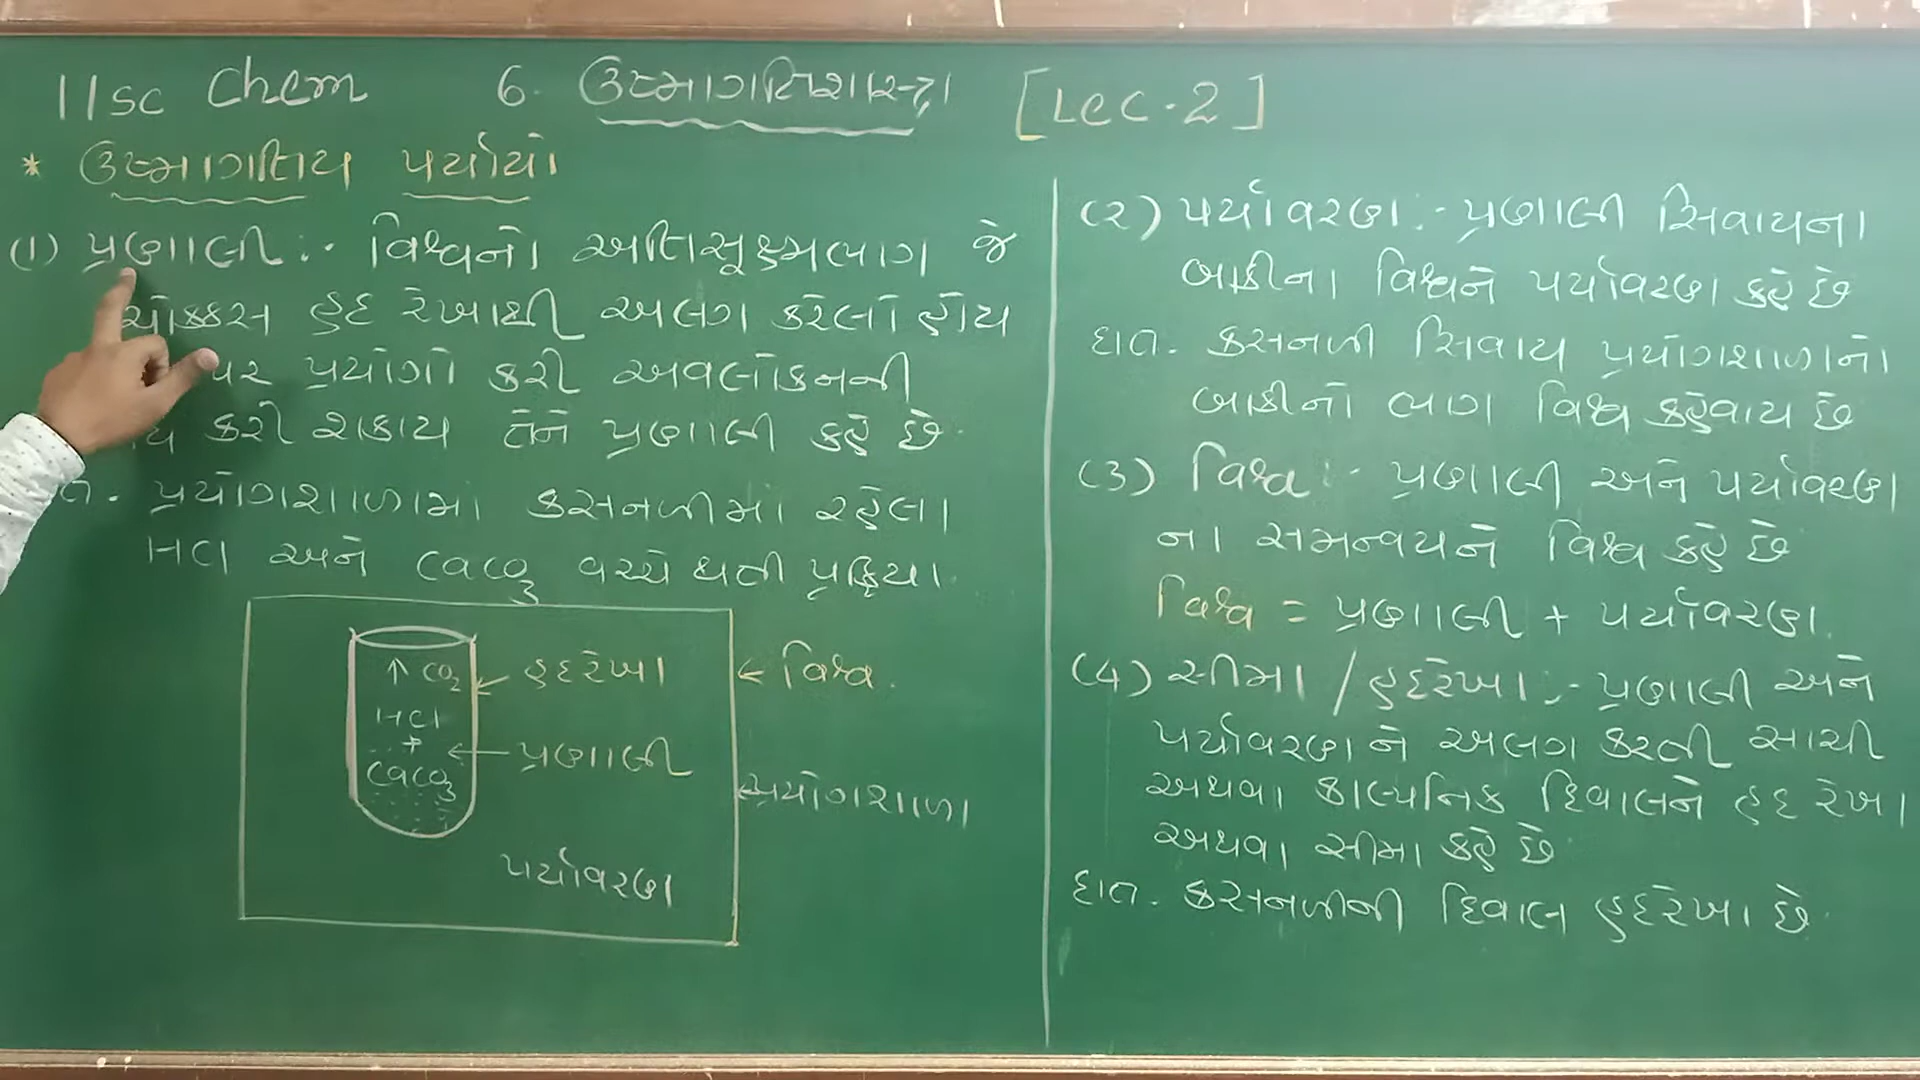 11sc Chem 6. ઉષ્માગતિશાસ્ત્ર [Lec-2]
* ઉષ્માગતિય પર્યાયો
(1) પ્રણાલી :- વિશ્વનો અતિસૂક્ષ્મભાગ જે
ચોક્કસ હદ રેખાથી અલગ કરેલો હોય
પર પ્રયોગો કરી અવલોકનની
કરી શકાય તેને પ્રણાલી કહે છે.
ત. પ્રયોગશાળામાં કસનળીમાં રહેલા
HCl અને CaCO3 વચ્ચે થતી પ્રક્રિયા.
↑ CO2 ← હદરેખા ← વિશ્વ.
HCl
+ ← પ્રણાલી
CaCO3 ← પ્રયોગશાળા
પર્યાવરણ
(૨) પર્યાવરણ :- પ્રણાલી સિવાયના
બાકીના વિશ્વને પર્યાવરણ કહે છે
દા.ત. કસનળી સિવાય પ્રયોગશાળાનો
બાકીનો ભાગ વિશ્વ કહેવાય છે
(3) વિશ્વ :- પ્રણાલી અને પર્યાવરણ
ના સમન્વયને વિશ્વ કહે છે
વિશ્વ = પ્રણાલી + પર્યાવરણ.
(4) સીમા / હદરેખા :- પ્રણાલી અને
પર્યાવરણને અલગ કરતી સાચી
અથવા કાલ્પનિક દિવાલને હદ રેખા
અથવા સીમા કહે છે
દા.ત. કસનળીની દિવાલ હદરેખા છે.